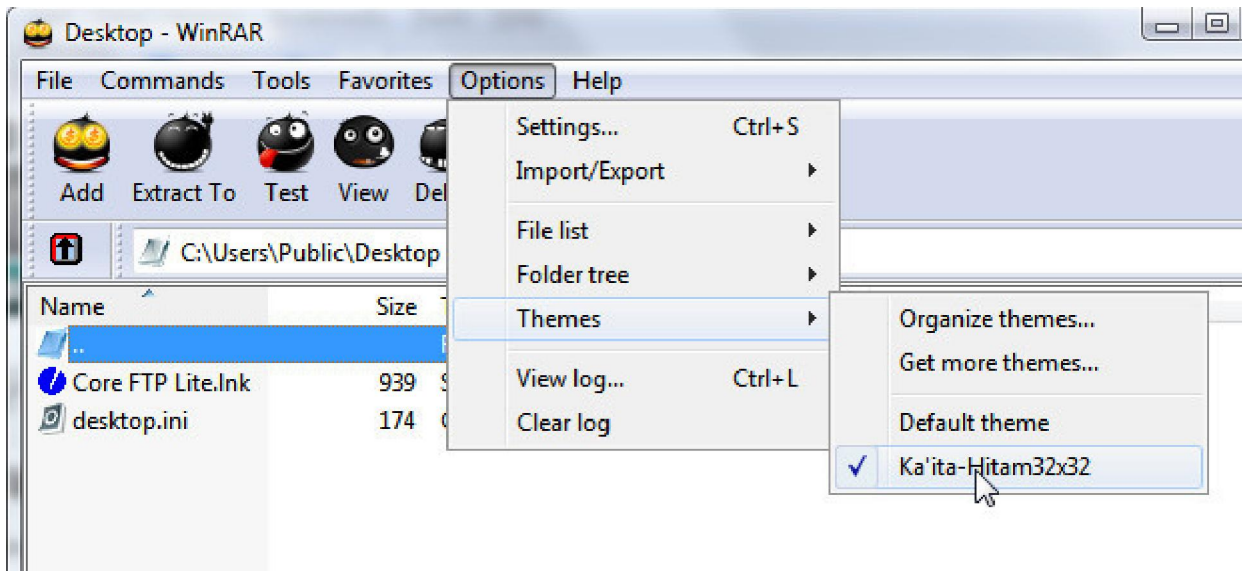 Desktop - WinRAR
File Commands Tools Favorites Options Help
Add Extract To Test View Del
C:\Users\Public\Desktop
Name Size
..
Core FTP Lite.lnk 939
desktop.ini 174
Settings... Ctrl+S
Import/Export
File list
Folder tree
Themes
View log... Ctrl+L
Clear log
Organize themes...
Get more themes...
Default theme
Ka'ita-Hitam32x32